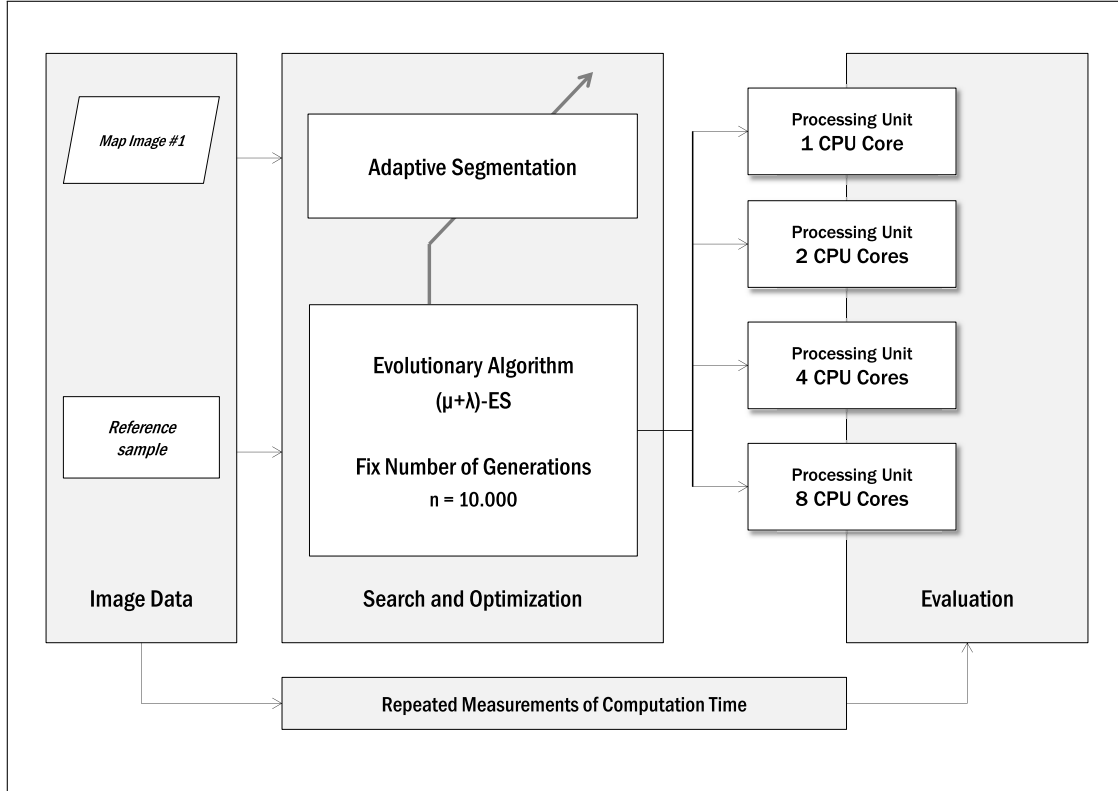 Map Image #1
Reference
sample
Image Data
Adaptive Segmentation
Evolutionary Algorithm
(μ+λ)-ES
Fix Number of Generations
n = 10.000
Search and Optimization
Processing Unit
1 CPU Core
Processing Unit
2 CPU Cores
Processing Unit
4 CPU Cores
Processing Unit
8 CPU Cores
Evaluation
Repeated Measurements of Computation Time